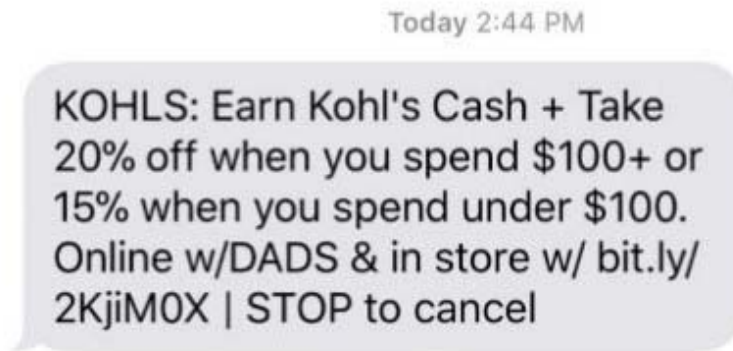 Today 2:44 PM
KOHLS: Earn Kohl's Cash + Take
20% off when you spend $100+ or
15% when you spend under $100.
Online w/DADS & in store w/ bit.ly/
2KjiM0X | STOP to cancel